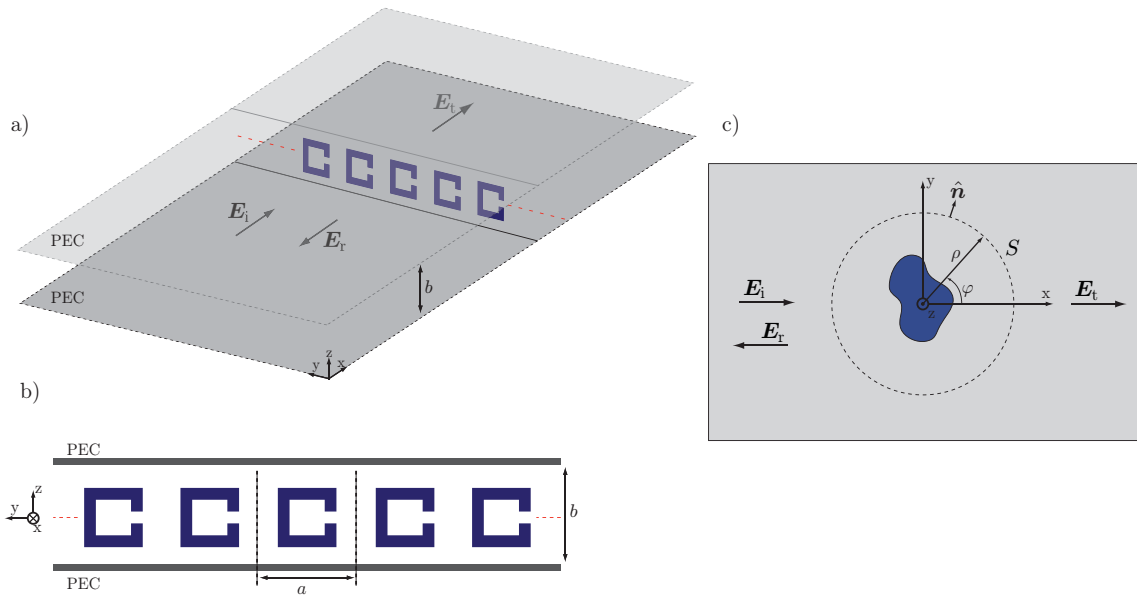 a)
E_t
E_i
E_r
PEC
PEC
b
z
y
x
b)
PEC
z
y
x
b
a
PEC
c)
y
n̂
S
ρ
φ
E_i
x
E_t
z
E_r